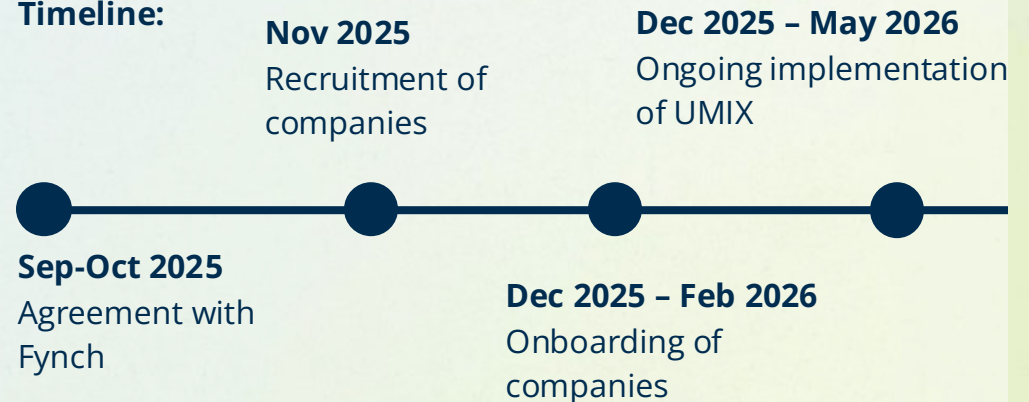 Timeline:
Nov 2025
Recruitment of
companies
Dec 2025 – May 2026
Ongoing implementation
of UMIX
Sep-Oct 2025
Agreement with
Fynch
Dec 2025 – Feb 2026
Onboarding of
companies